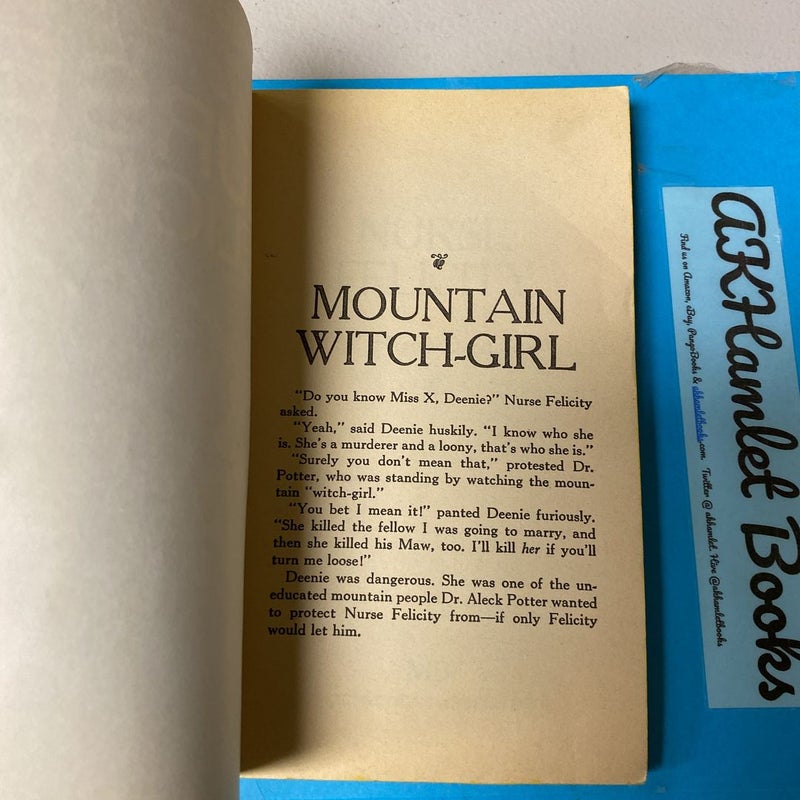 MOUNTAIN
WITCH-GIRL
"Do you know Miss X, Deenie?" Nurse Felicity
asked.
"Yeah," said Deenie huskily. "I know who she
is. She's a murderer and a loony, that's who she is."
"Surely you don't mean that," protested Dr.
Potter, who was standing by watching the moun-
tain "witch-girl."
"You bet I mean it!" panted Deenie furiously.
"She killed the fellow I was going to marry, and
then she killed his Maw, too. I'll kill her if you'll
turn me loose!"
Deenie was dangerous. She was one of the un-
educated mountain people Dr. Aleck Potter wanted
to protect Nurse Felicity from—if only Felicity
would let him.
AKHamlet Books
Find us on Amazon, eBay, PangoBooks & akhamletbooks.com. Twitter @ akhamlet. Hive @akhamletbooks